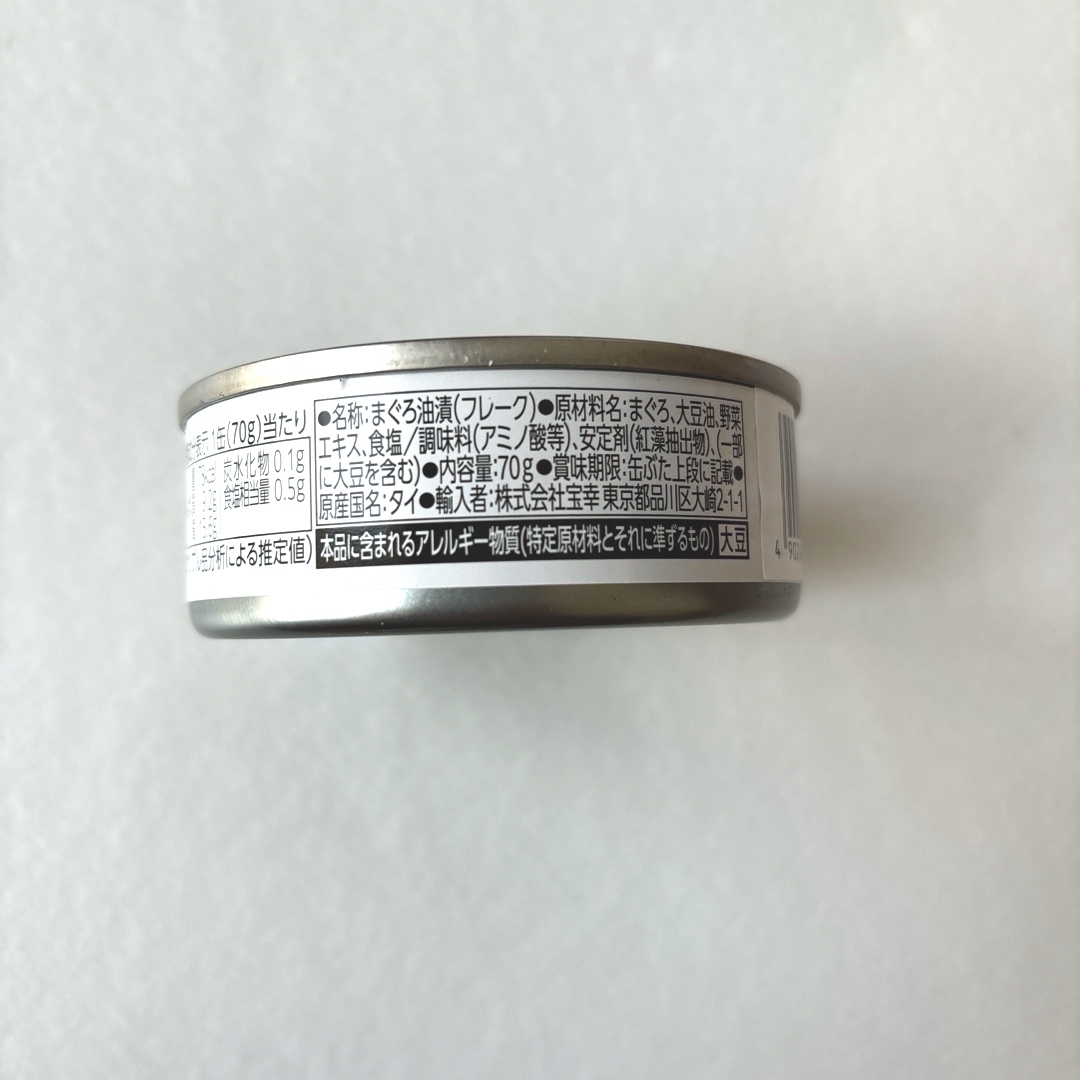 表示 1缶(70g)当たり
炭水化物 0.1g
食塩相当量 0.5g
品分析による推定値)
●名称:まぐろ油漬(フレーク)●原材料名:まぐろ、大豆油、野菜
エキス、食塩/調味料(アミノ酸等)、安定剤(紅藻抽出物)、(一部
に大豆を含む)●内容量:70g●賞味期限:缶ぶた上段に記載●
原産国名:タイ●輸入者:株式会社宝幸 東京都品川区大崎2-1-1
本品に含まれるアレルギー物質(特定原材料とそれに準ずるもの) 大豆